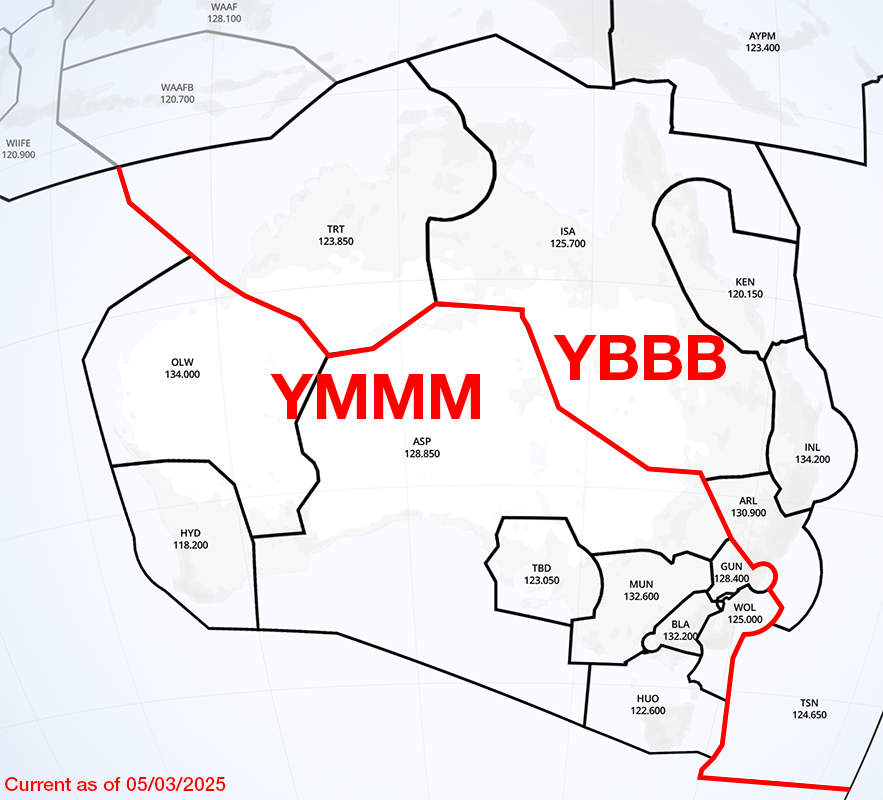 WAAF
128.100
AYPM
123.400
WAAFB
120.700
WIIFE
120.900
TRT
123.850
ISA
125.700
KEN
120.150
YBBB
OLW
134.000
YMMM
ASP
128.850
INL
134.200
ARL
130.900
HYD
118.200
TBD
123.050
GUN
128.400
MUN
132.600
WOL
125.000
BLA
132.200
HUO
122.600
TSN
124.650
Current as of 05/03/2025